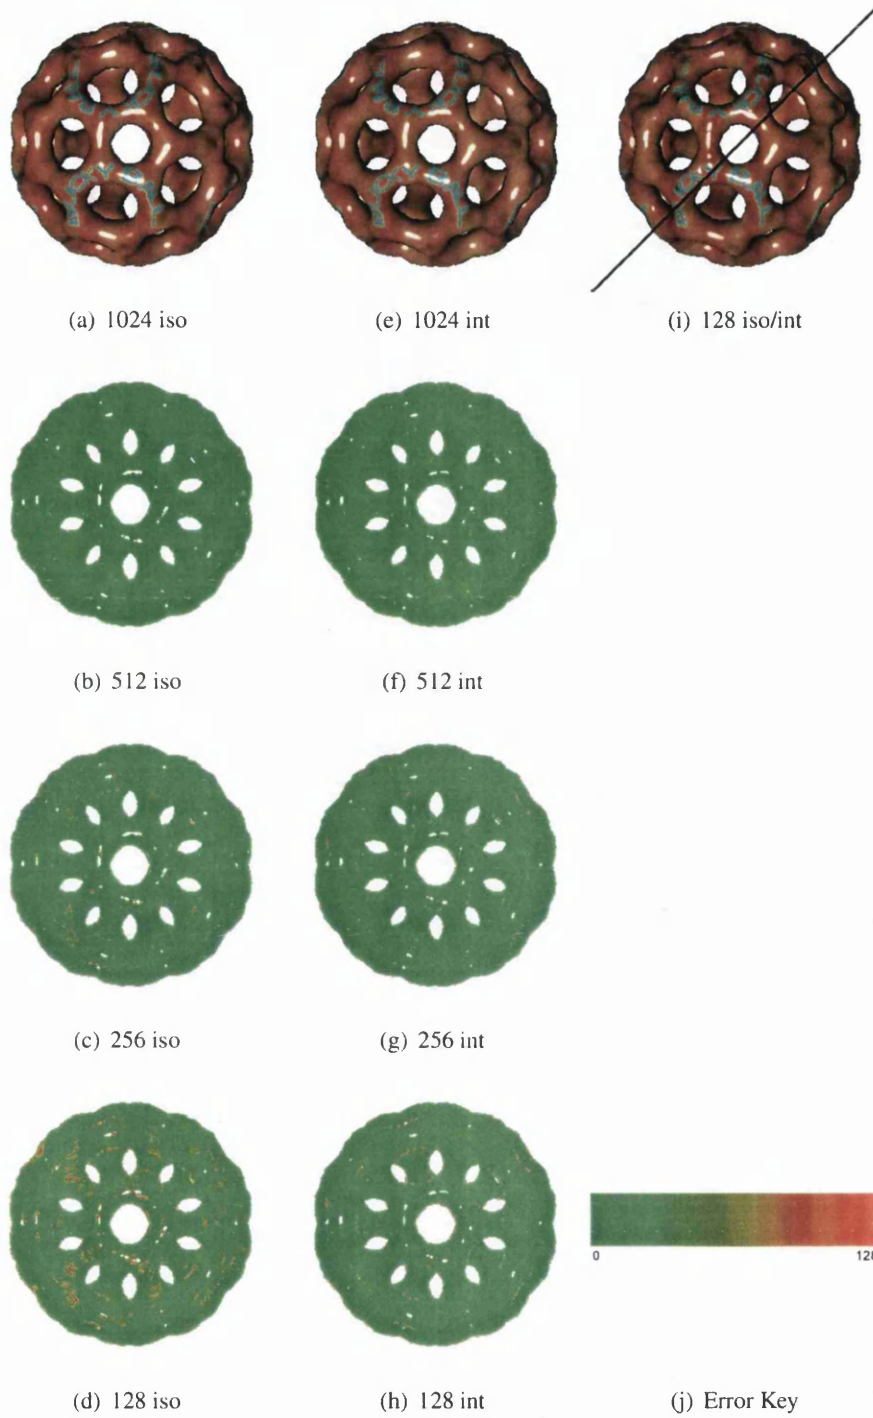 (a) 1024 iso
(e) 1024 int
(i) 128 iso/int
(b) 512 iso
(f) 512 int
(c) 256 iso
(g) 256 int
0
128
(d) 128 iso
(h) 128 int
(j) Error Key